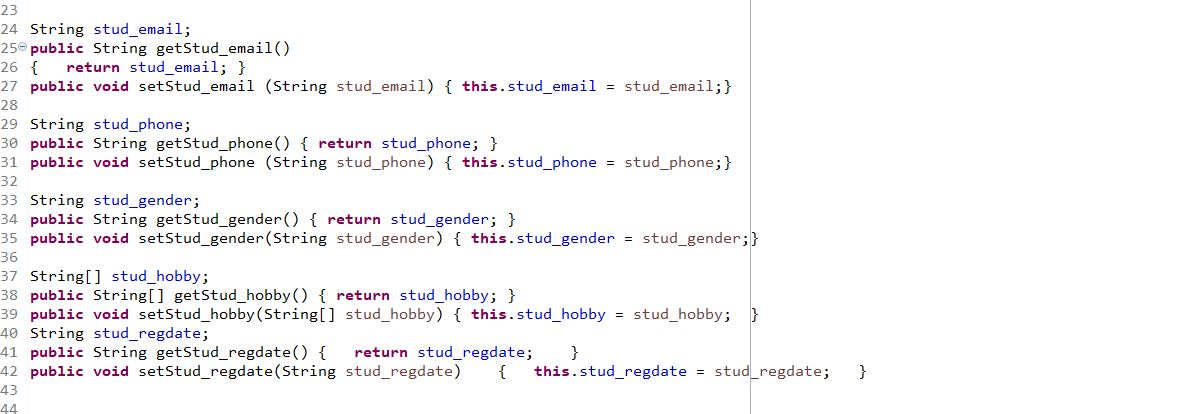 23
24 String stud_email;
25 public String getStud_email()
26 {   return stud_email; }
27 public void setStud_email (String stud_email) { this.stud_email = stud_email;}
28
29 String stud_phone;
30 public String getStud_phone() { return stud_phone; }
31 public void setStud_phone (String stud_phone) { this.stud_phone = stud_phone;}
32
33 String stud_gender;
34 public String getStud_gender() { return stud_gender; }
35 public void setStud_gender(String stud_gender) { this.stud_gender = stud_gender;}
36
37 String[] stud_hobby;
38 public String[] getStud_hobby() { return stud_hobby; }
39 public void setStud_hobby(String[] stud_hobby) { this.stud_hobby = stud_hobby;  }
40 String stud_regdate;
41 public String getStud_regdate() {   return stud_regdate;    }
42 public void setStud_regdate(String stud_regdate)    {   this.stud_regdate = stud_regdate;   }
43
44